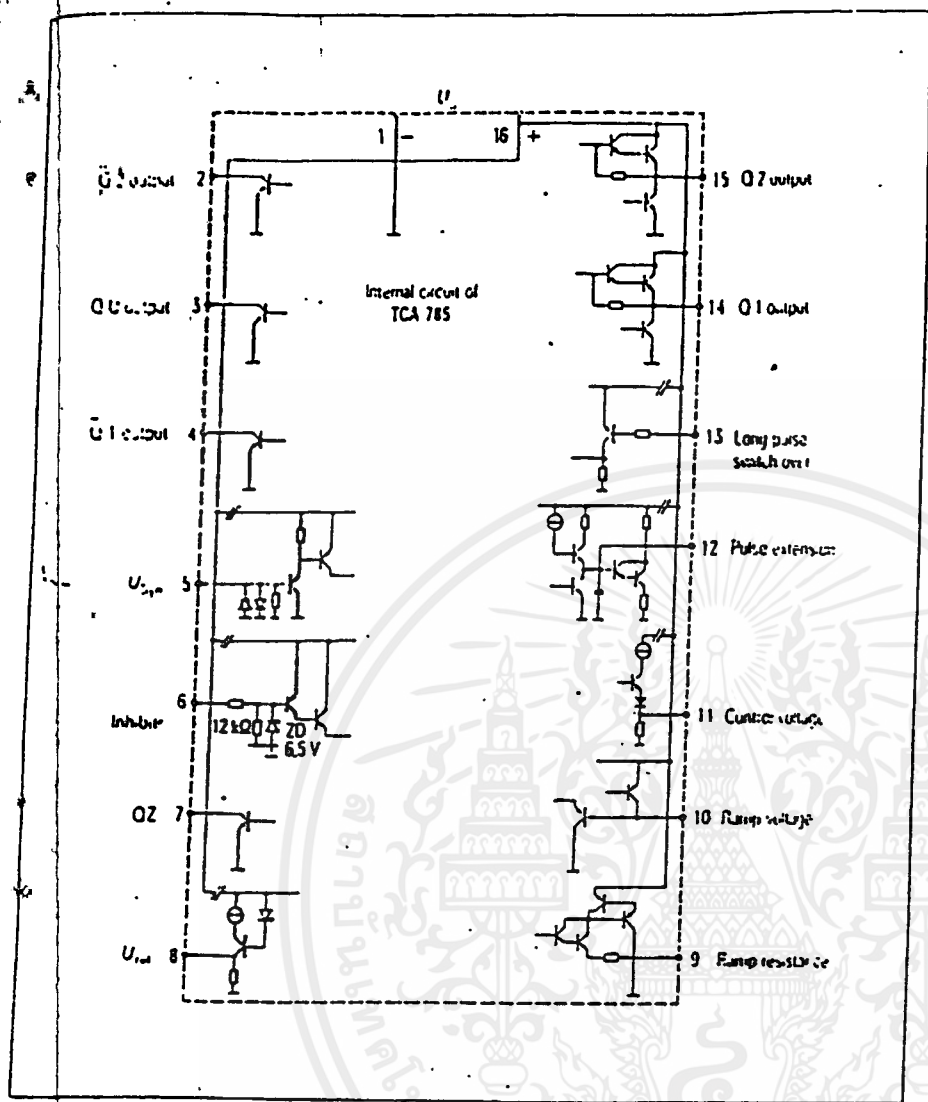 1 − 16 +
2
15 Q2 output
Internal circuit of
TCA 785
3
14 Q1 output
Q̄1 output 4
13 Long pulse
switch over
12 Pulse extension
5
6
Inhibit
12 kΩ
ZD
6.5 V
11 Control voltage
QZ 7
10 Ramp voltage
8
9 Ramp resistance